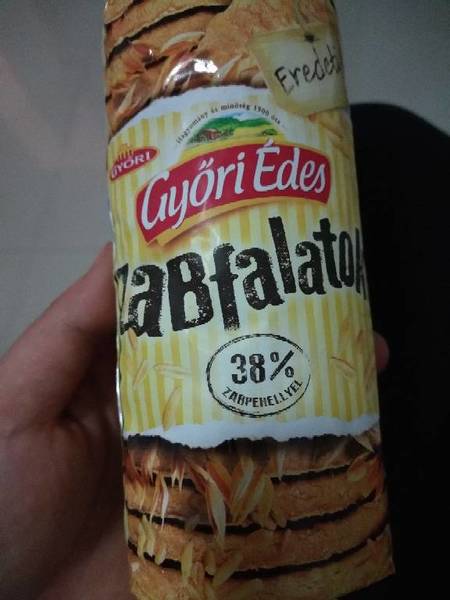 Eredeti
Hagyomány és minőség 1900 óta
GYŐRI
Győri Édes
ZaBfalatok
38%
ZABPEHELLYEL